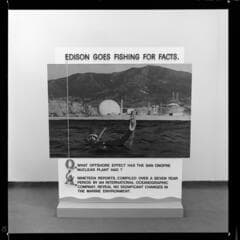 EDISON GOES FISHING FOR FACTS.
Q WHAT OFFSHORE EFFECT HAS THE SAN ONOFRE
NUCLEAR PLANT HAD ?
A NINETEEN REPORTS, COMPILED OVER A SEVEN YEAR
PERIOD BY AN INTERNATIONAL OCEANOGRAPHIC
COMPANY, REVEAL NO SIGNIFICANT CHANGES IN
THE MARINE ENVIRONMENT.